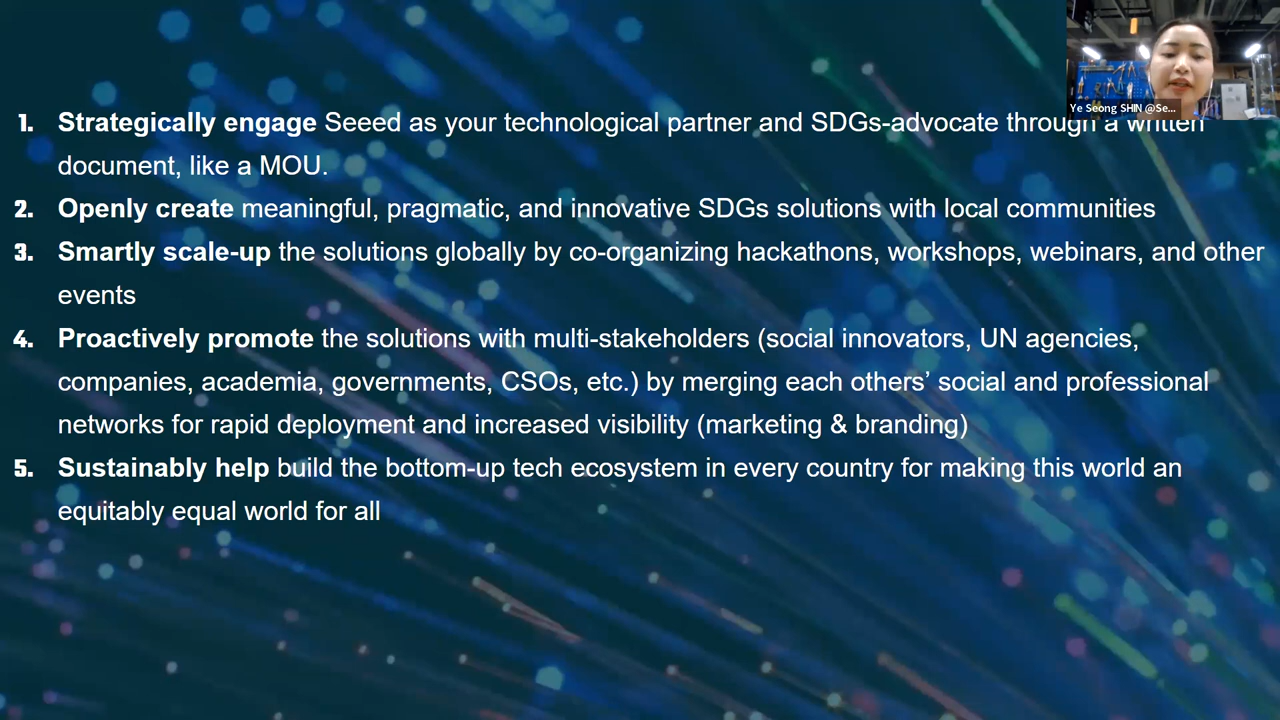 Ye Seong SHIN @Se...
1. Strategically engage Seeed as your technological partner and SDGs-advocate through a written
document, like a MOU.
2. Openly create meaningful, pragmatic, and innovative SDGs solutions with local communities
3. Smartly scale-up the solutions globally by co-organizing hackathons, workshops, webinars, and other
events
4. Proactively promote the solutions with multi-stakeholders (social innovators, UN agencies,
companies, academia, governments, CSOs, etc.) by merging each others’ social and professional
networks for rapid deployment and increased visibility (marketing & branding)
5. Sustainably help build the bottom-up tech ecosystem in every country for making this world an
equitably equal world for all